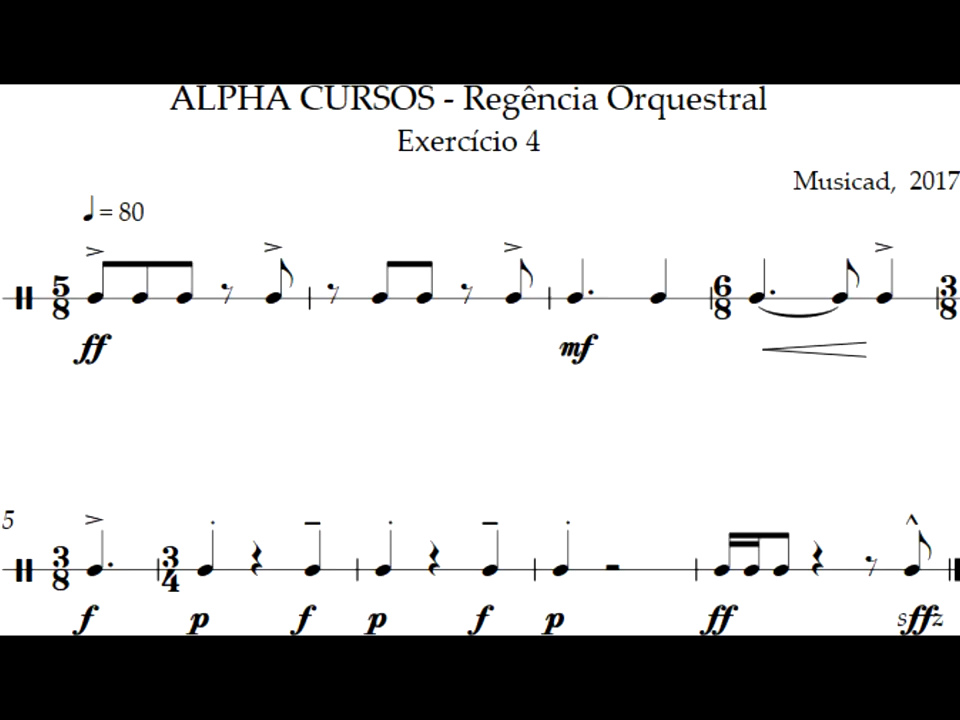 ALPHA CURSOS - Regência Orquestral
Exercício 4
Musicad, 2017
♩ = 80
5 8 6 8 3 8
ff mf
5
3 8 3 4
f p f p f p ff sffz